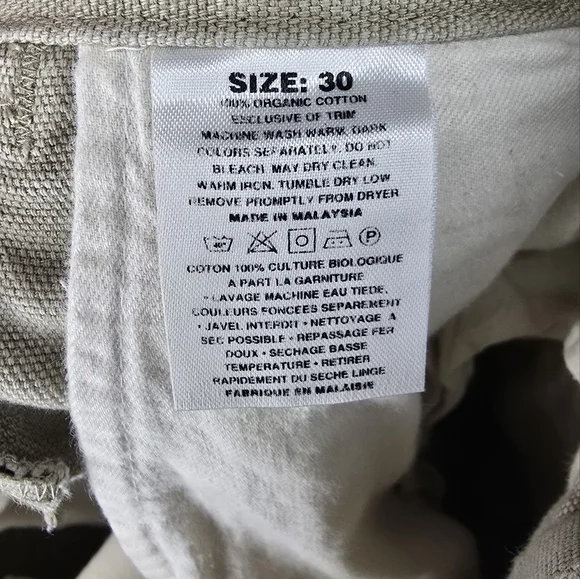 SIZE: 30
100% ORGANIC COTTON
EXCLUSIVE OF TRIM
MACHINE WASH WARM, DARK
COLORS SEPARATELY. DO NOT
BLEACH. MAY DRY CLEAN.
WARM IRON. TUMBLE DRY LOW
REMOVE PROMPTLY FROM DRYER
MADE IN MALAYSIA
40° P
COTON 100% CULTURE BIOLOGIQUE
A PART LA GARNITURE
• LAVAGE MACHINE EAU TIEDE,
COULEURS FONCEES SEPAREMENT
• JAVEL INTERDIT • NETTOYAGE A
SEC POSSIBLE • REPASSAGE FER
DOUX • SECHAGE BASSE
TEMPERATURE • RETIRER
RAPIDEMENT DU SECHE LINGE
FABRIQUE EN MALAISIE